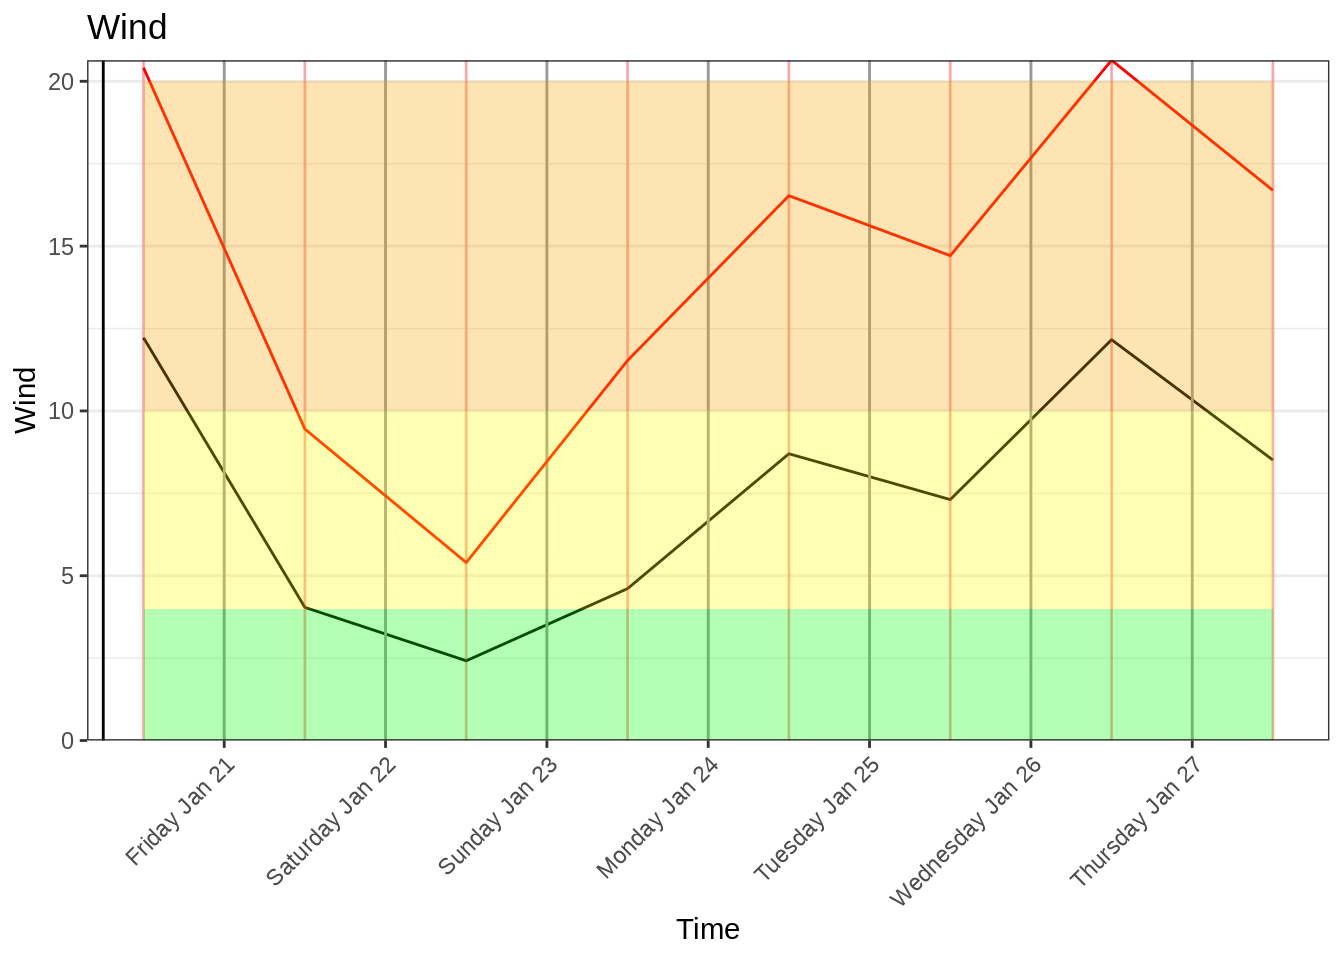 Wind
20
15
10
5
0
Wind
Friday Jan 21
Saturday Jan 22
Sunday Jan 23
Monday Jan 24
Tuesday Jan 25
Wednesday Jan 26
Thursday Jan 27
Time